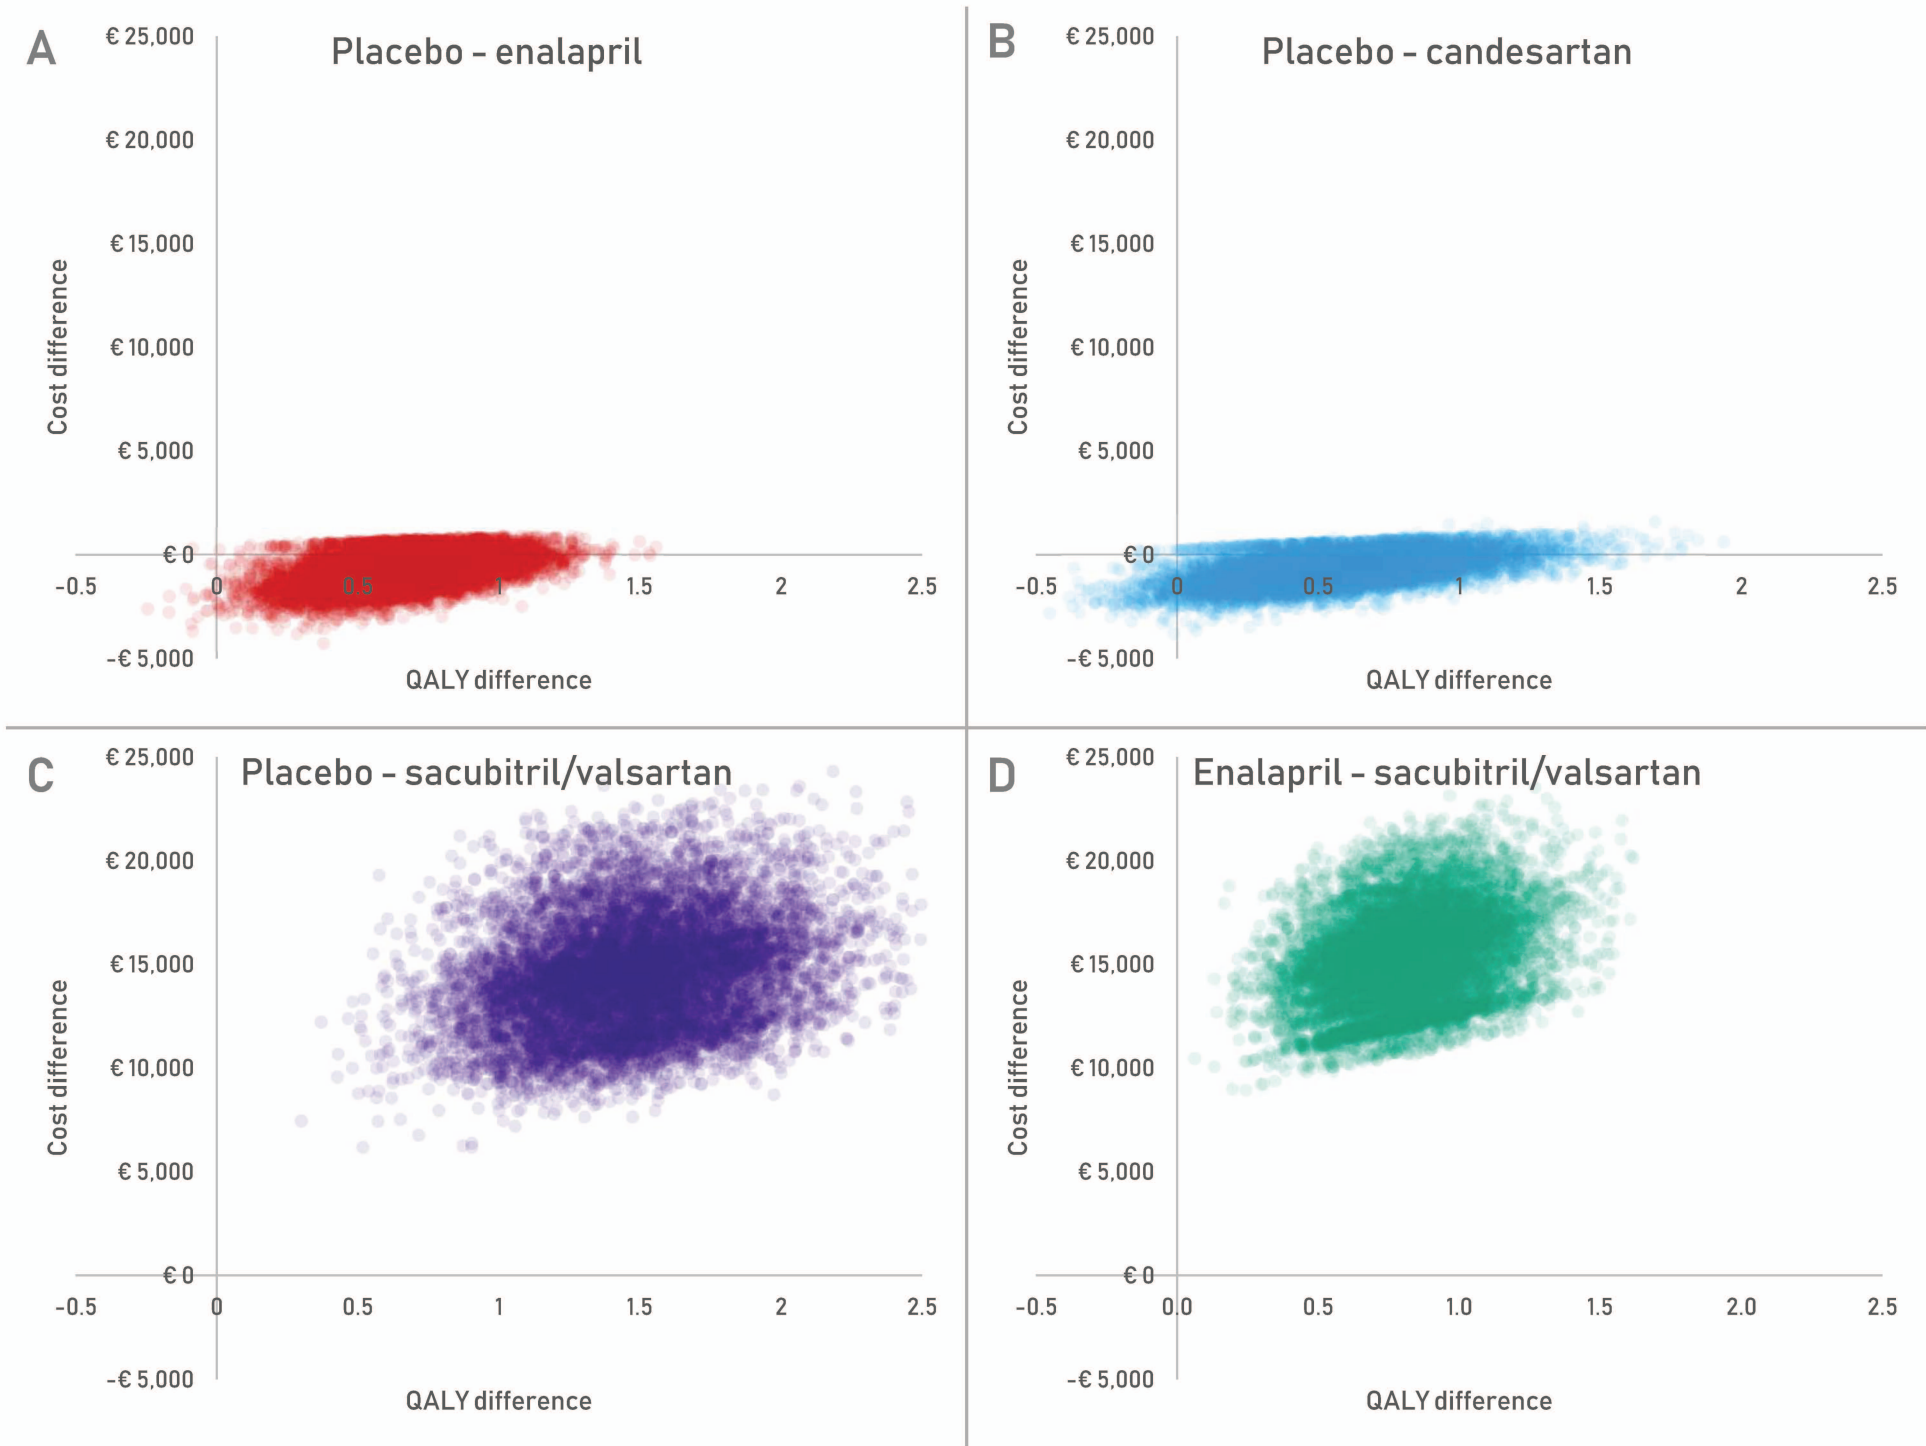 A
Placebo - enalapril
€ 25,000
€ 20,000
€ 15,000
€ 10,000
€ 5,000
€ 0
-€ 5,000
Cost difference
-0.5 0 0.5 1 1.5 2 2.5
QALY difference
B
Placebo - candesartan
€ 25,000
€ 20,000
€ 15,000
€ 10,000
€ 5,000
€ 0
-€ 5,000
Cost difference
-0.5 0 0.5 1 1.5 2 2.5
QALY difference
C
Placebo - sacubitril/valsartan
€ 25,000
€ 20,000
€ 15,000
€ 10,000
€ 5,000
€ 0
-€ 5,000
Cost difference
-0.5 0 0.5 1 1.5 2 2.5
QALY difference
D
Enalapril - sacubitril/valsartan
€ 25,000
€ 20,000
€ 15,000
€ 10,000
€ 5,000
€ 0
-€ 5,000
Cost difference
-0.5 0.0 0.5 1.0 1.5 2.0 2.5
QALY difference